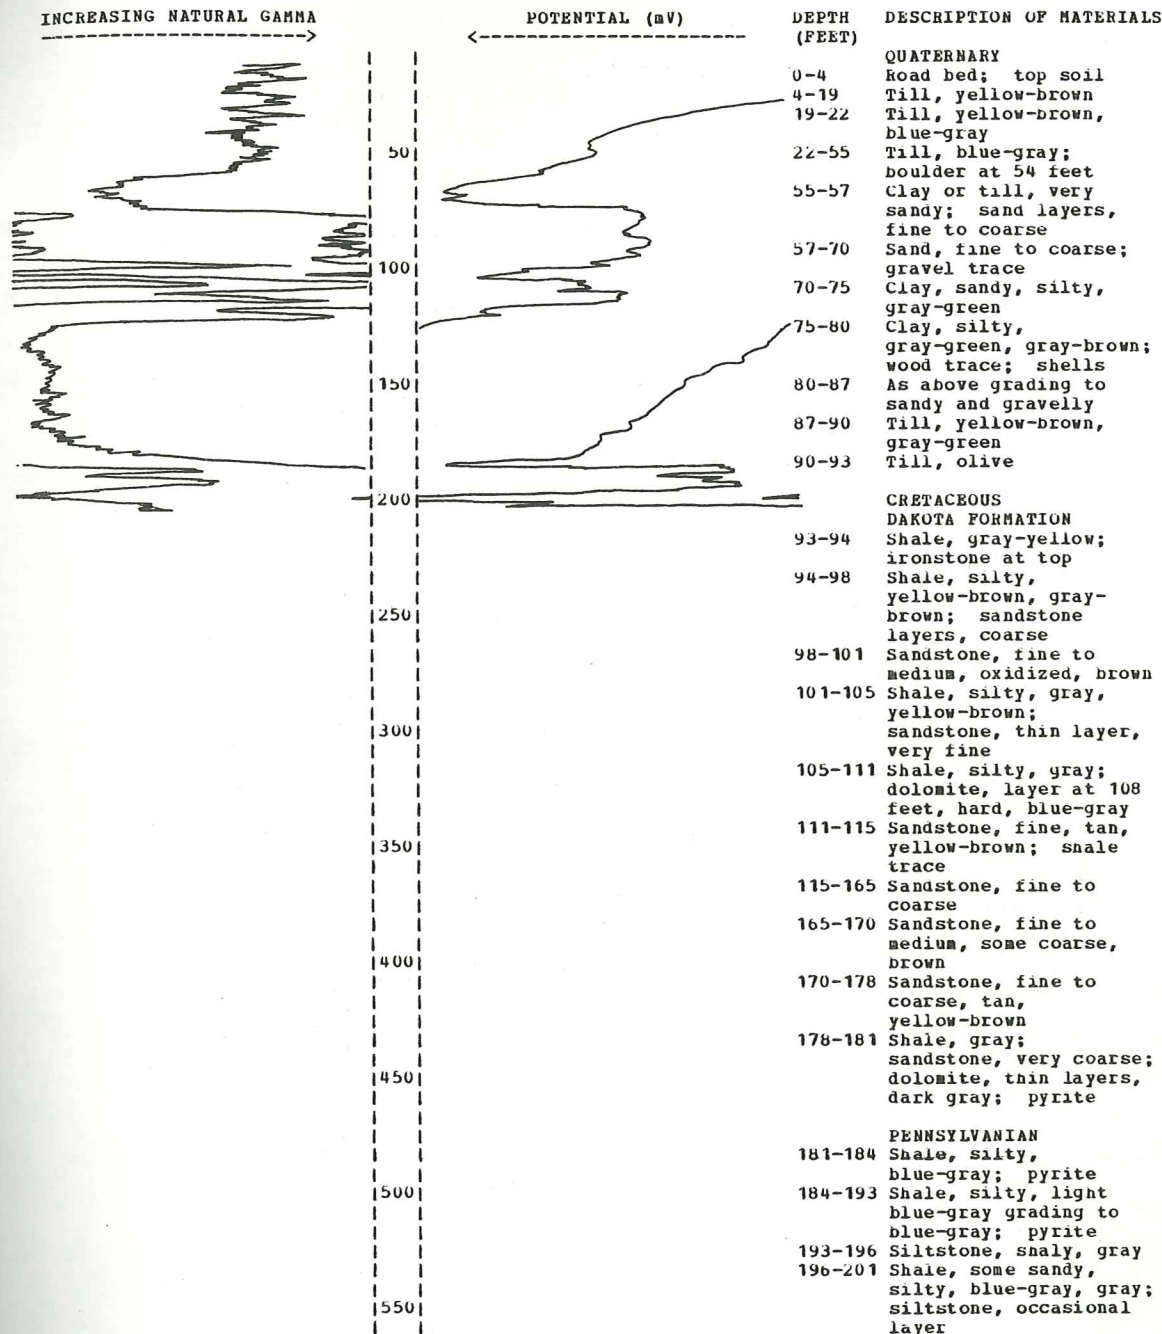 INCREASING NATURAL GAMMA
POTENTIAL (mV)
DEPTH
(FEET)
DESCRIPTION OF MATERIALS
QUATERNARY
0-4 Road bed; top soil
4-19 Till, yellow-brown
19-22 Till, yellow-brown,
blue-gray
22-55 Till, blue-gray;
boulder at 54 feet
55-57 Clay or till, very
sandy; sand layers,
fine to coarse
57-70 Sand, fine to coarse;
gravel trace
70-75 Clay, sandy, silty,
gray-green
75-80 Clay, silty,
gray-green, gray-brown;
wood trace; shells
80-87 As above grading to
sandy and gravelly
87-90 Till, yellow-brown,
gray-green
90-93 Till, olive
CRETACEOUS
DAKOTA FORMATION
93-94 Shale, gray-yellow;
ironstone at top
94-98 Shale, silty,
yellow-brown, gray-
brown; sandstone
layers, coarse
98-101 Sandstone, fine to
medium, oxidized, brown
101-105 Shale, silty, gray,
yellow-brown;
sandstone, thin layer,
very fine
105-111 Shale, silty, gray;
dolomite, layer at 108
feet, hard, blue-gray
111-115 Sandstone, fine, tan,
yellow-brown; shale
trace
115-165 Sandstone, fine to
coarse
165-170 Sandstone, fine to
medium, some coarse,
brown
170-178 Sandstone, fine to
coarse, tan,
yellow-brown
178-181 Shale, gray;
sandstone, very coarse;
dolomite, thin layers,
dark gray; pyrite
PENNSYLVANIAN
181-184 Shale, silty,
blue-gray; pyrite
184-193 Shale, silty, light
blue-gray grading to
blue-gray; pyrite
193-196 Siltstone, shaly, gray
196-201 Shale, some sandy,
silty, blue-gray, gray;
siltstone, occasional
layer
50
100
150
200
250
300
350
400
450
500
550